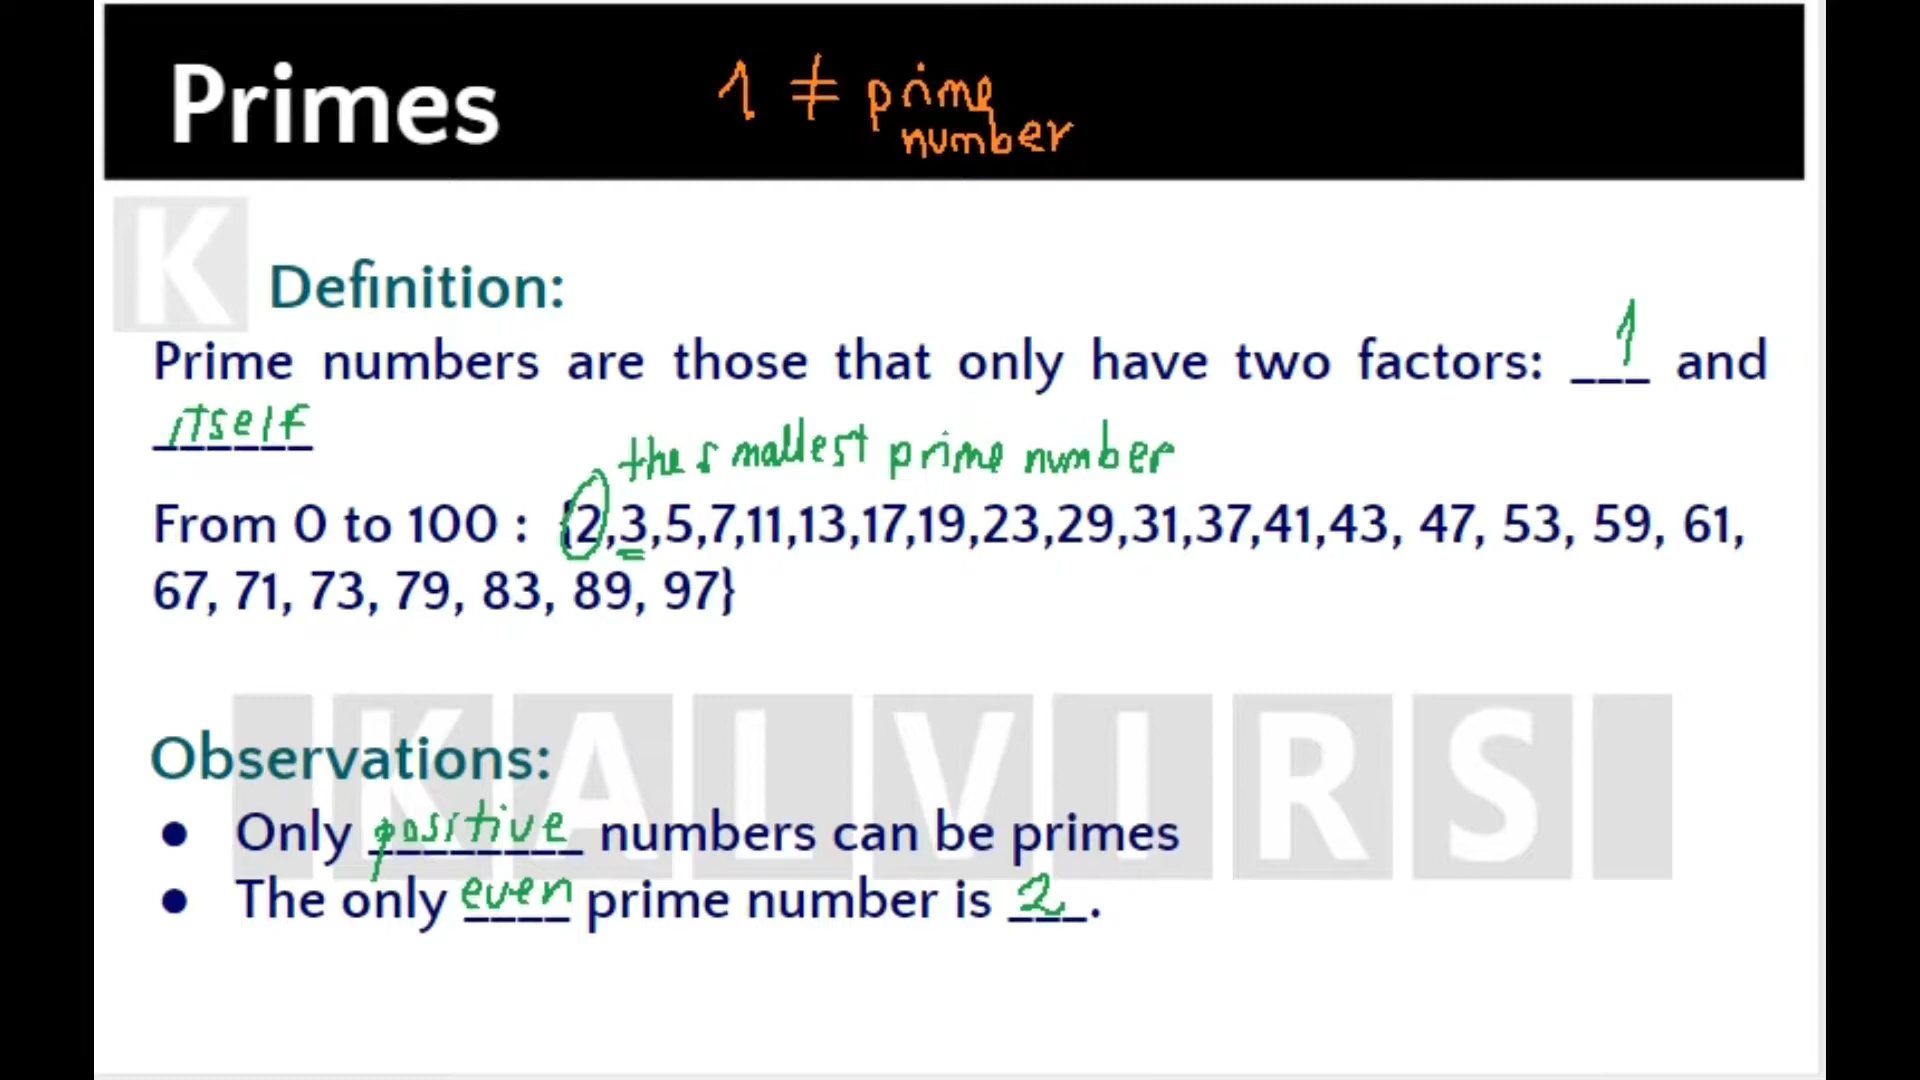 Primes 1 ≠ prime
number
K
Definition:
Prime numbers are those that only have two factors: 1 and
itself
the smallest prime number
From 0 to 100 : {2,3,5,7,11,13,17,19,23,29,31,37,41,43, 47, 53, 59, 61,
67, 71, 73, 79, 83, 89, 97}
KALVIRS
Observations:
● Only positive numbers can be primes
● The only even prime number is 2.